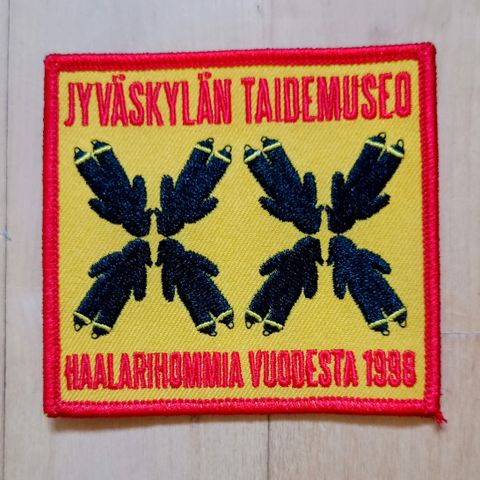 JYVÄSKYLÄN TAIDEMUSEO
HAALARIHOMMIA VUODESTA 1998